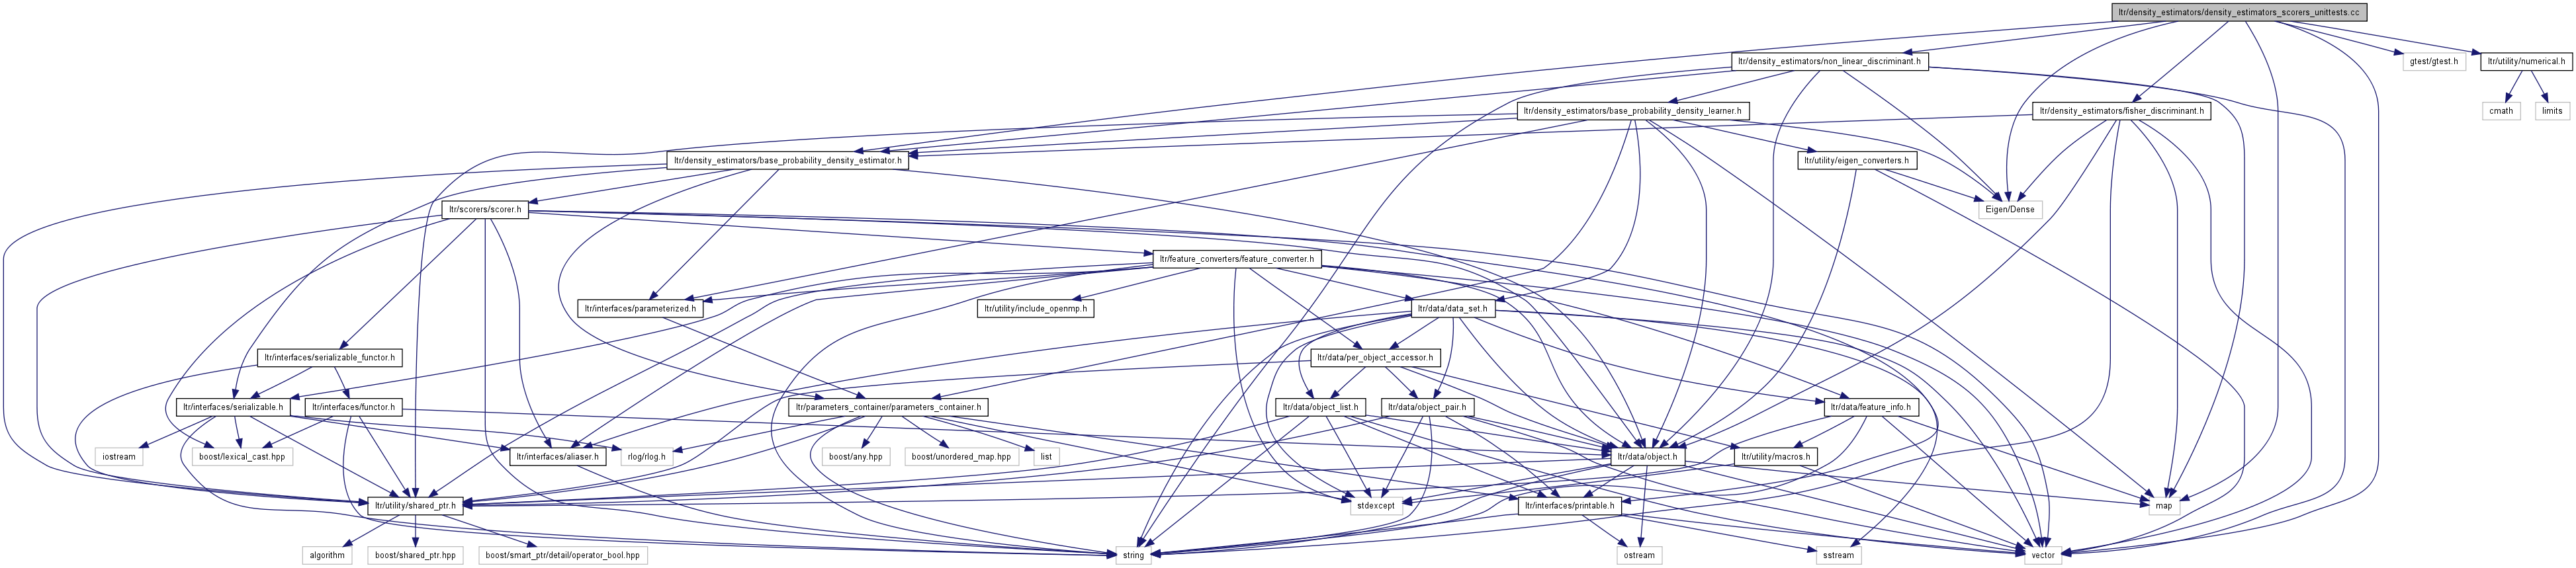 ltr/density_estimators/density_estimators_scorers_unittests.cc
ltr/density_estimators/non_linear_discriminant.h
gtest/gtest.h
ltr/utility/numerical.h
ltr/density_estimators/base_probability_density_learner.h
ltr/density_estimators/fisher_discriminant.h
cmath
limits
ltr/density_estimators/base_probability_density_estimator.h
ltr/utility/eigen_converters.h
ltr/scorers/scorer.h
Eigen/Dense
ltr/feature_converters/feature_converter.h
ltr/interfaces/parameterized.h
ltr/utility/include_openmp.h
ltr/data/data_set.h
ltr/interfaces/serializable_functor.h
ltr/data/per_object_accessor.h
ltr/interfaces/serializable.h
ltr/interfaces/functor.h
ltr/parameters_container/parameters_container.h
ltr/data/object_list.h
ltr/data/object_pair.h
ltr/data/feature_info.h
iostream
boost/lexical_cast.hpp
ltr/interfaces/aliaser.h
rlog/rlog.h
boost/any.hpp
boost/unordered_map.hpp
list
ltr/data/object.h
ltr/utility/macros.h
ltr/utility/shared_ptr.h
stdexcept
ltr/interfaces/printable.h
map
algorithm
boost/shared_ptr.hpp
boost/smart_ptr/detail/operator_bool.hpp
string
ostream
sstream
vector